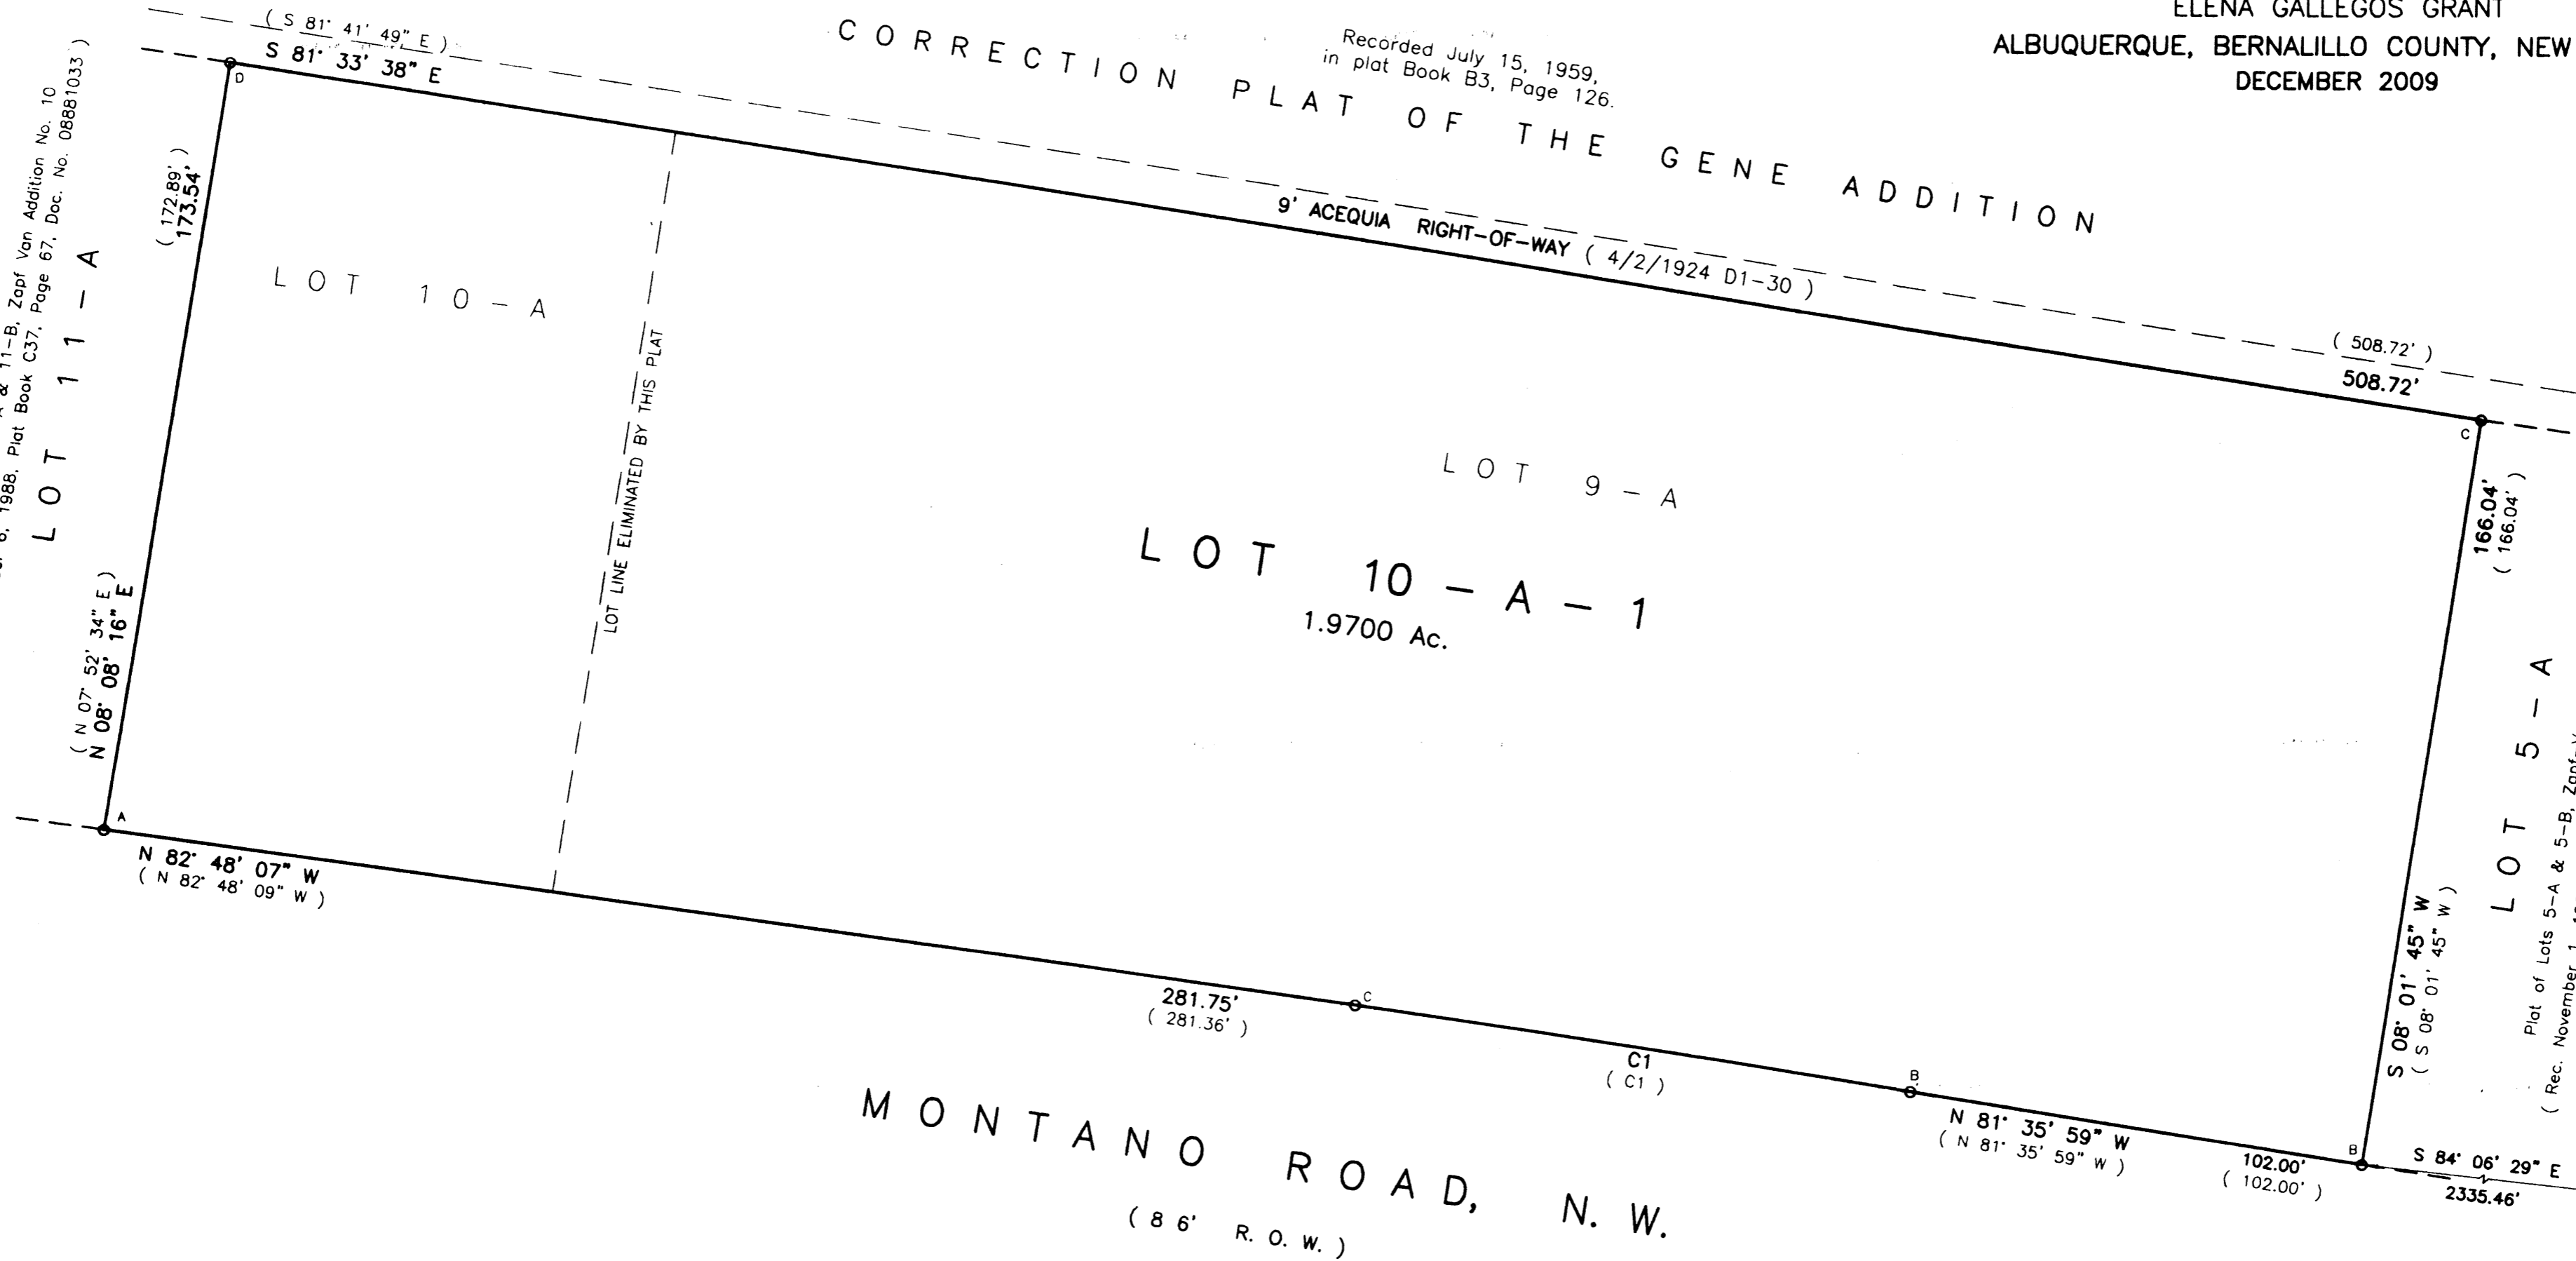 ELENA GALLEGOS GRANT
ALBUQUERQUE, BERNALILLO COUNTY, NEW
DECEMBER 2009
( S 81° 41' 49" E )
S 81° 33' 38" E
CORRECTION PLAT OF THE GENE ADDITION
Recorded July 15, 1959,
in plat Book B3, Page 126.
9' ACEQUIA RIGHT-OF-WAY ( 4/2/1924 D1-30 )
( 508.72' )
508.72'
D
C
& 11-B, Zapf Van Addition No. 10
6, 1988, Plat Book C37, Page 67, Doc. No. 08881033 )
LOT 11-A
( 172.89' )
173.54'
( N 07° 52' 34" E )
N 08° 08' 16" E
LOT 10-A
LOT LINE ELIMINATED BY THIS PLAT
LOT 9-A
LOT 10-A-1
1.9700 Ac.
166.04'
( 166.04' )
S 08° 01' 45" W
( S 08° 01' 45" W )
LOT 5-A
Plat of Lots 5-A & 5-B,
( Rec. November 1,
A
N 82° 48' 07" W
( N 82° 48' 09" W )
281.75'
( 281.36' )
C
C1
( C1 )
B
N 81° 35' 59" W
( N 81° 35' 59" W )
102.00'
( 102.00' )
B
S 84° 06' 29" E
2335.46'
MONTANO ROAD, N.W.
( 86' R.O.W. )